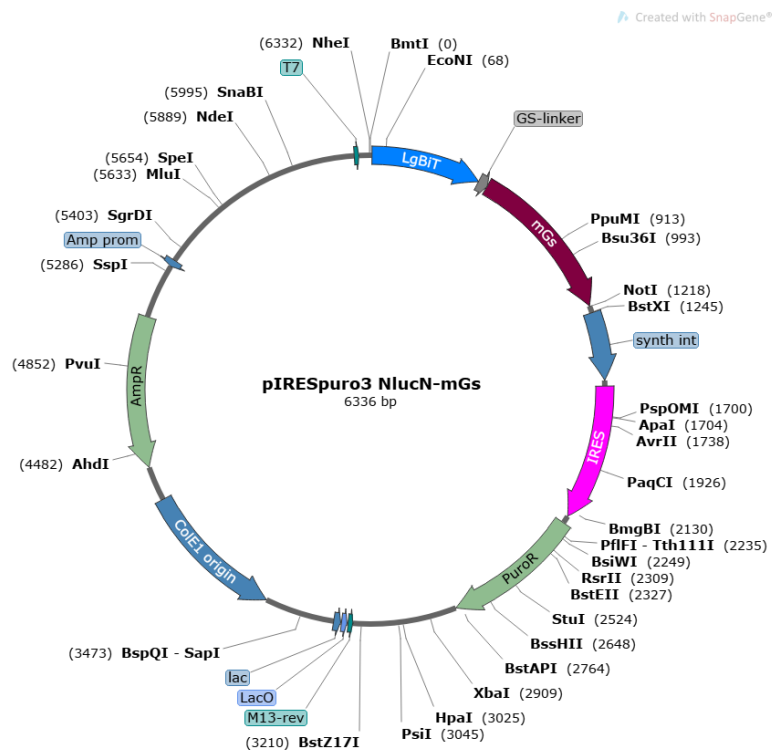 Created with SnapGene®
(6332) NheI
BmtI (0)
EcoNI (68)
T7
(5995) SnaBI
(5889) NdeI
(5654) SpeI
(5633) MluI
(5403) SgrDI
Amp prom
(5286) SspI
(4852) PvuI
(4482) AhdI
LgBiT
GS-linker
mGs
PpuMI (913)
Bsu36I (993)
NotI (1218)
BstXI (1245)
synth int
pIRESpuro3 NlucN-mGs
6336 bp
AmpR
IRES
PspOMI (1700)
ApaI (1704)
AvrII (1738)
PaqCI (1926)
BmgBI (2130)
PflFI - Tth111I (2235)
BsiWI (2249)
RsrII (2309)
BstEII (2327)
PuroR
StuI (2524)
BssHII (2648)
BstAPI (2764)
XbaI (2909)
HpaI (3025)
PsiI (3045)
ColE1 origin
(3473) BspQI - SapI
lac
LacO
M13-rev
(3210) BstZ17I